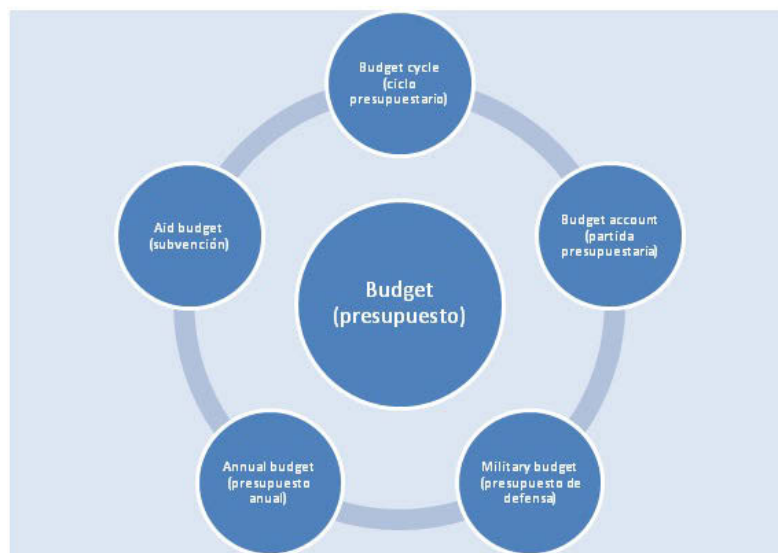 Budget cycle
(ciclo
presupuestario)
Aid budget
(subvención)
Budget account
(partida
presupuestaria)
Budget
(presupuesto)
Annual budget
(presupuesto
anual)
Military budget
(presupuesto de
defensa)